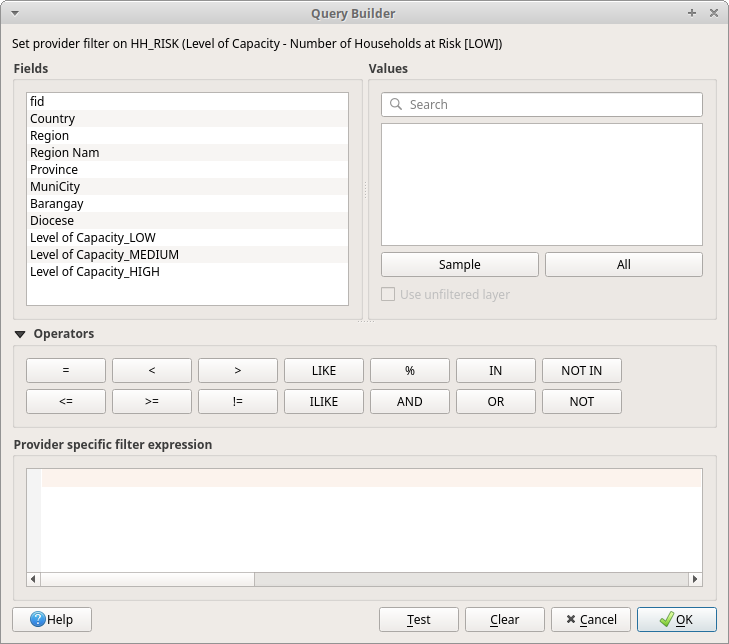 Query Builder
Set provider filter on HH_RISK (Level of Capacity - Number of Households at Risk [LOW])
Fields
Values
fid
Country
Region
Region Nam
Province
MuniCity
Barangay
Diocese
Level of Capacity_LOW
Level of Capacity_MEDIUM
Level of Capacity_HIGH
Search
Sample All
Use unfiltered layer
Operators
= < > LIKE % IN NOT IN
<= >= != ILIKE AND OR NOT
Provider specific filter expression
Help Test Clear Cancel OK